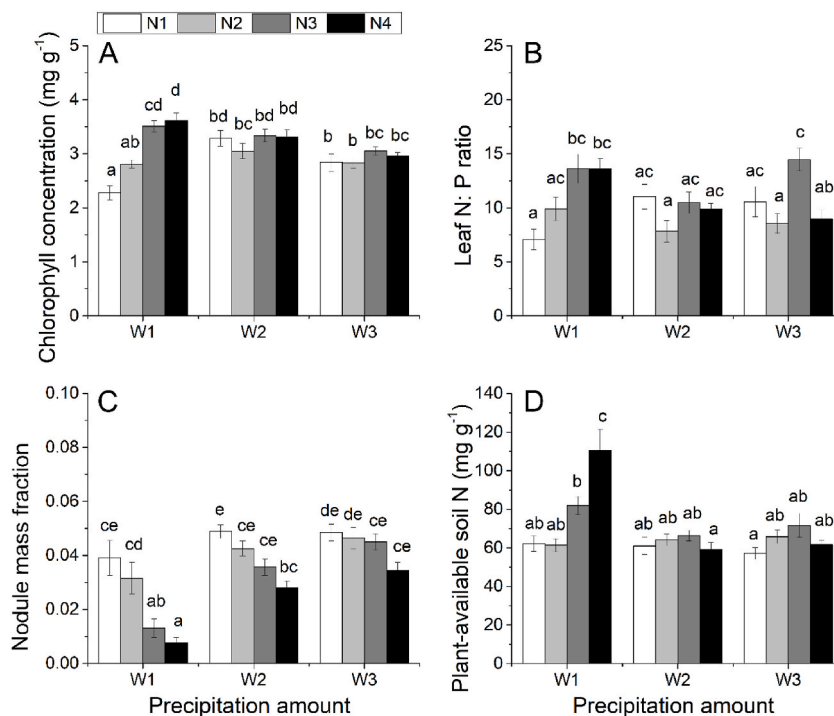 N1 N2 N3 N4
A
Chlorophyll concentration (mg g⁻¹)
5
4
3
2
1
0
a ab cd d
bd bc bd bd
b b bc bc
W1 W2 W3
B
Leaf N: P ratio
25
20
15
10
5
0
a ac bc bc
ac a ac ac
ac a c ab
W1 W2 W3
C
Nodule mass fraction
0.10
0.08
0.06
0.04
0.02
0.00
ce cd ab a
e ce ce bc
de de ce ce
W1 W2 W3
Precipitation amount
D
Plant-available soil N (mg g⁻¹)
140
120
100
80
60
40
20
0
ab ab b c
ab ab ab a
a ab ab ab
W1 W2 W3
Precipitation amount